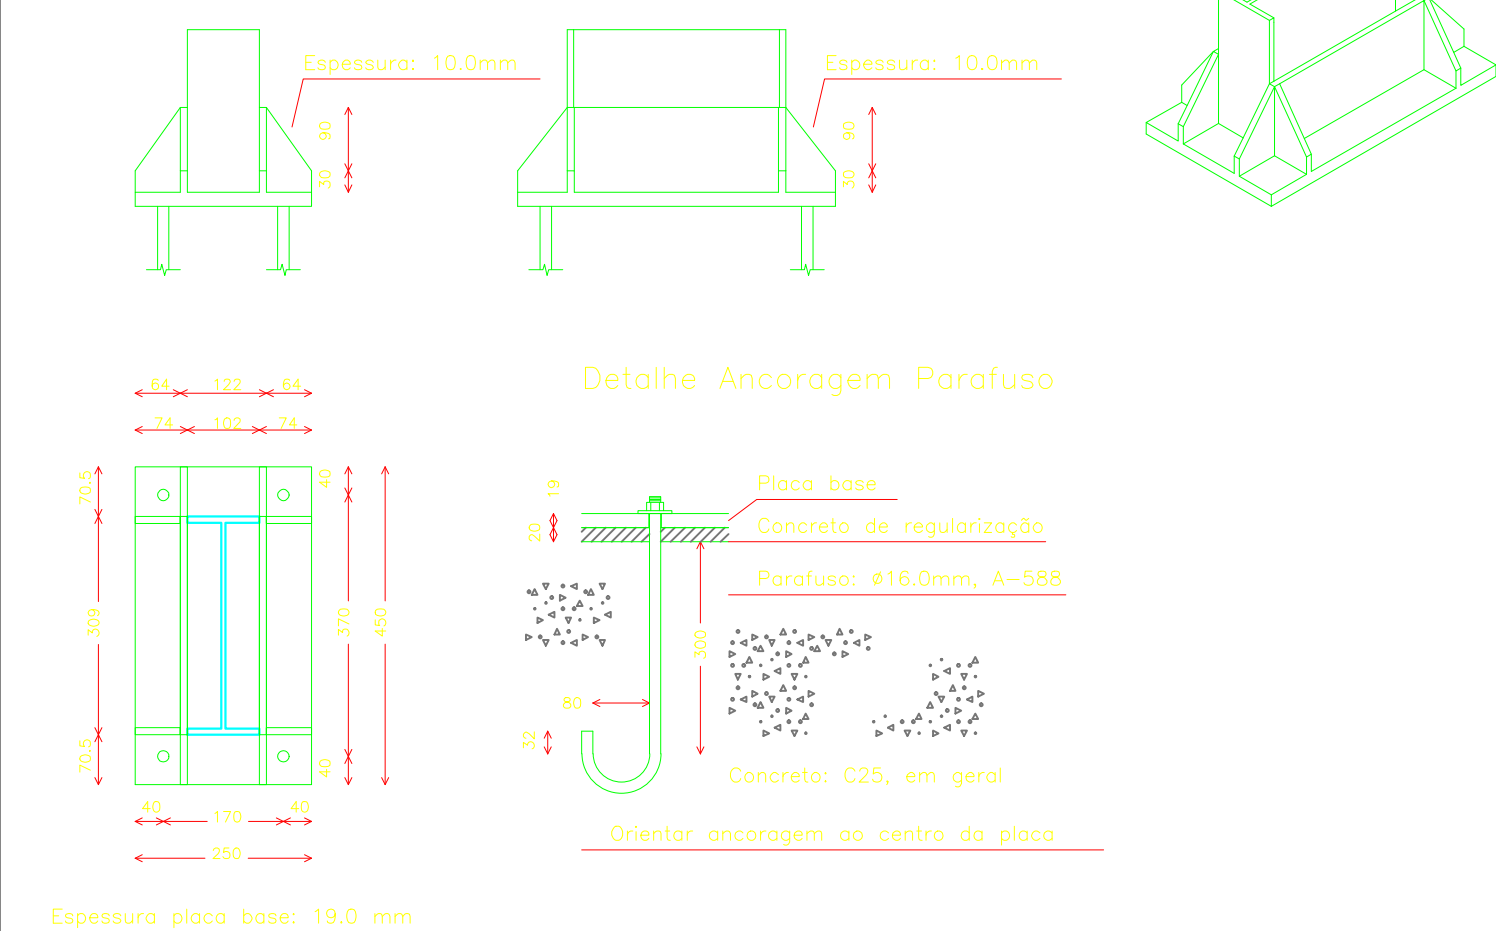 Espessura: 10.0mm
90
30
Espessura: 10.0mm
90
30
64 122 64
74 102 74
70.5
309
70.5
40
370
40
450
40 170 40
250
Espessura placa base: 19.0 mm
Detalhe Ancoragem Parafuso
19
20
Placa base
Concreto de regularização
Parafuso: Ø16.0mm, A-588
300
80
32
Concreto: C25, em geral
Orientar ancoragem ao centro da placa